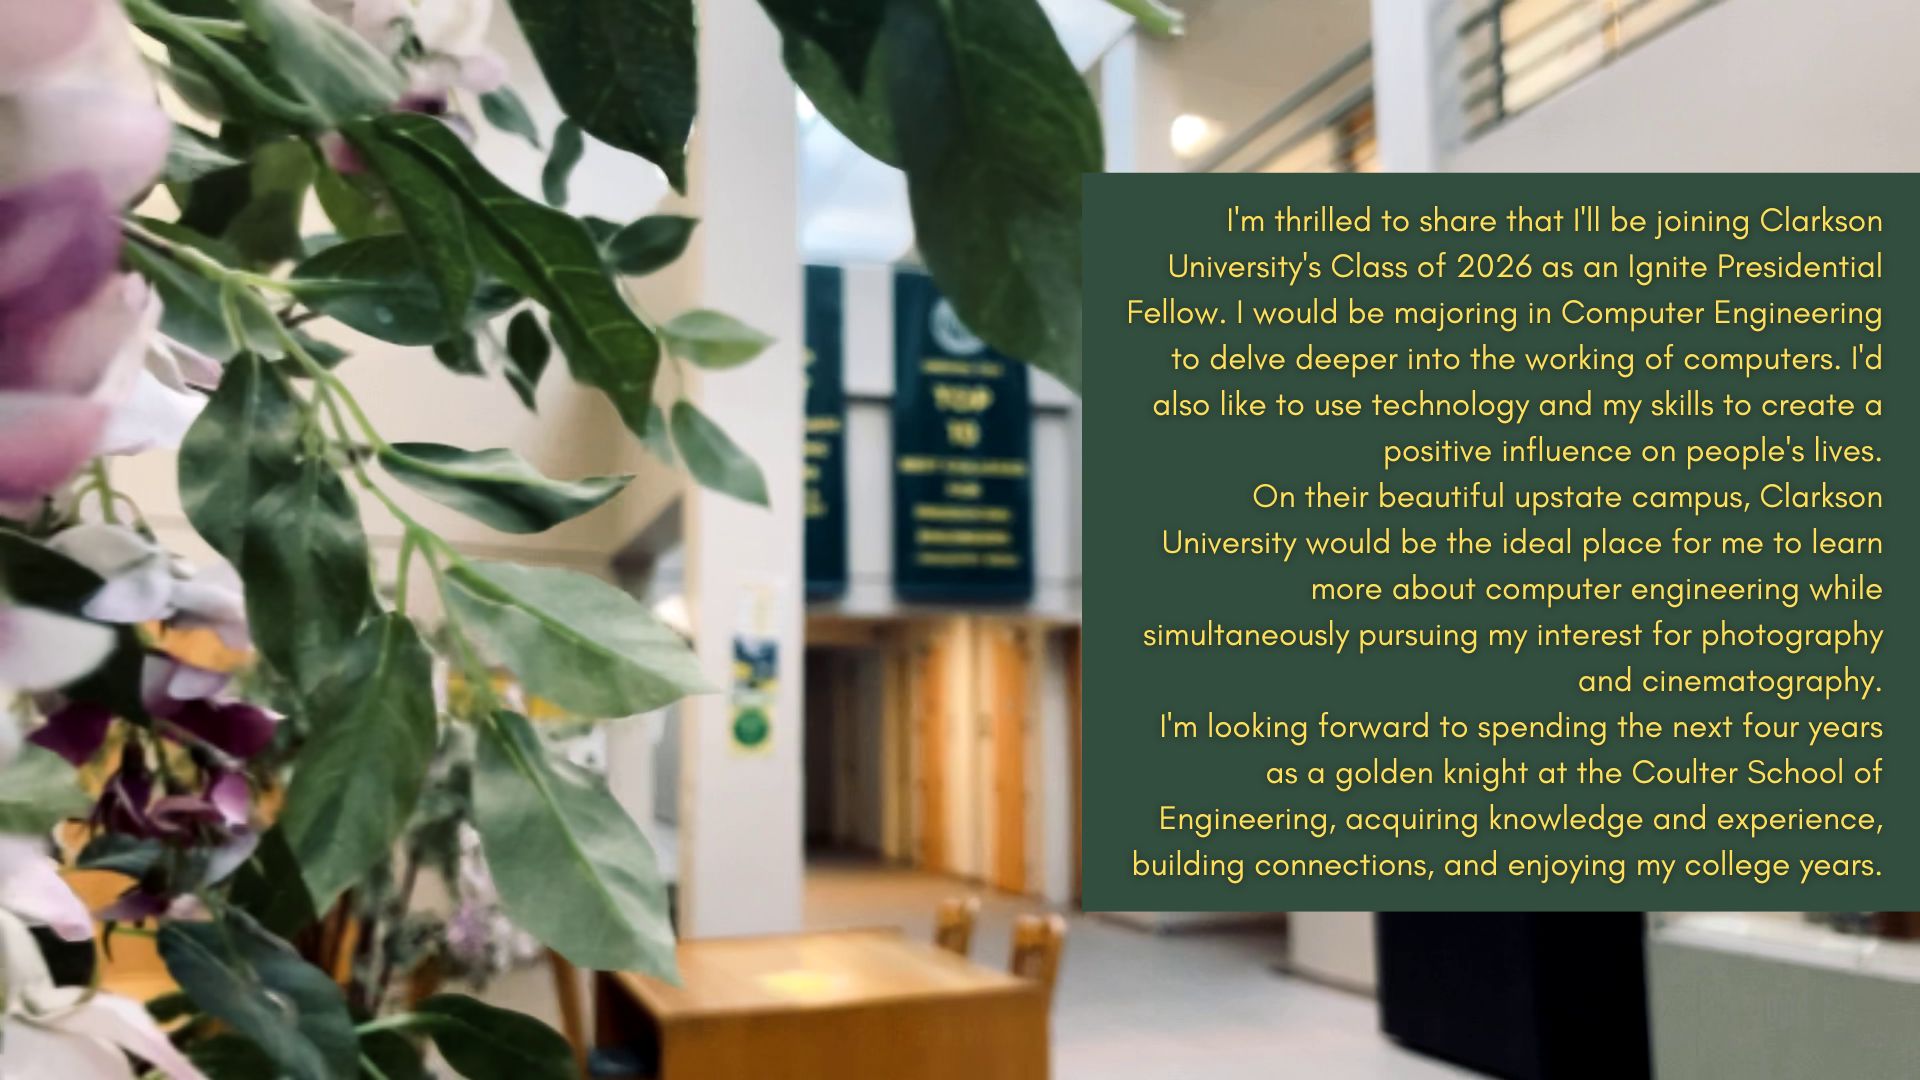 TOP
10
I'm thrilled to share that I'll be joining Clarkson
University's Class of 2026 as an Ignite Presidential
Fellow. I would be majoring in Computer Engineering
to delve deeper into the working of computers. I'd
also like to use technology and my skills to create a
positive influence on people's lives.
On their beautiful upstate campus, Clarkson
University would be the ideal place for me to learn
more about computer engineering while
simultaneously pursuing my interest for photography
and cinematography.
I'm looking forward to spending the next four years
as a golden knight at the Coulter School of
Engineering, acquiring knowledge and experience,
building connections, and enjoying my college years.